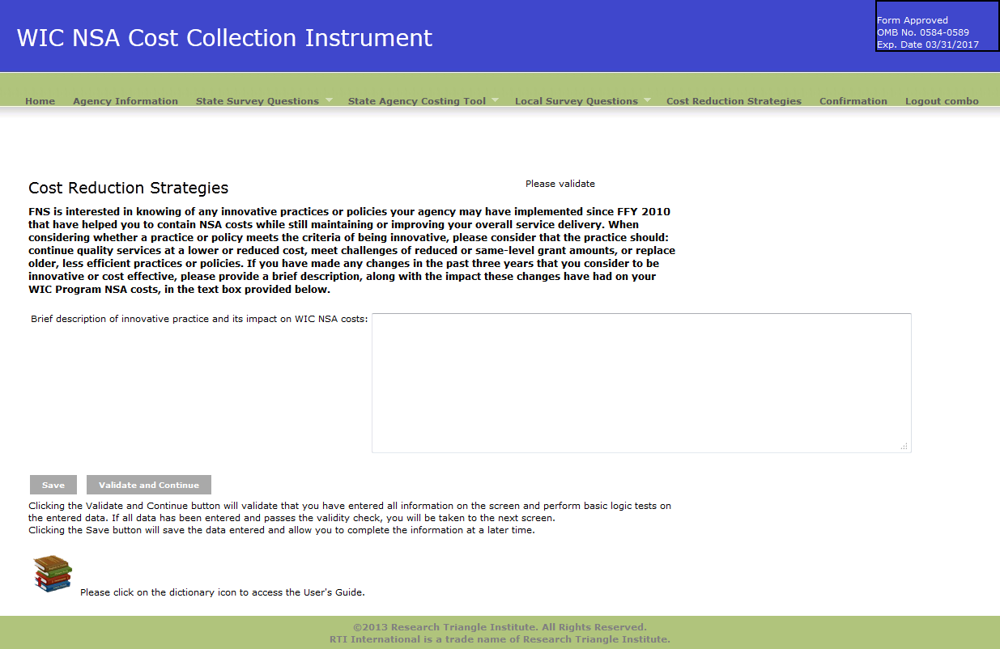 WIC NSA Cost Collection Instrument
Form Approved
OMB No. 0584-0589
Exp. Date 03/31/2017
Home Agency Information State Survey Questions State Agency Costing Tool Local Survey Questions Cost Reduction Strategies Confirmation Logout combo
Cost Reduction Strategies
Please validate
FNS is interested in knowing of any innovative practices or policies your agency may have implemented since FFY 2010
that have helped you to contain NSA costs while still maintaining or improving your overall service delivery. When
considering whether a practice or policy meets the criteria of being innovative, please consider that the practice should:
continue quality services at a lower or reduced cost, meet challenges of reduced or same-level grant amounts, or replace
older, less efficient practices or policies. If you have made any changes in the past three years that you consider to be
innovative or cost effective, please provide a brief description, along with the impact these changes have had on your
WIC Program NSA costs, in the text box provided below.
Brief description of innovative practice and its impact on WIC NSA costs:
Save Validate and Continue
Clicking the Validate and Continue button will validate that you have entered all information on the screen and perform basic logic tests on
the entered data. If all data has been entered and passes the validity check, you will be taken to the next screen.
Clicking the Save button will save the data entered and allow you to complete the information at a later time.
Please click on the dictionary icon to access the User's Guide.
©2013 Research Triangle Institute. All Rights Reserved.
RTI International is a trade name of Research Triangle Institute.